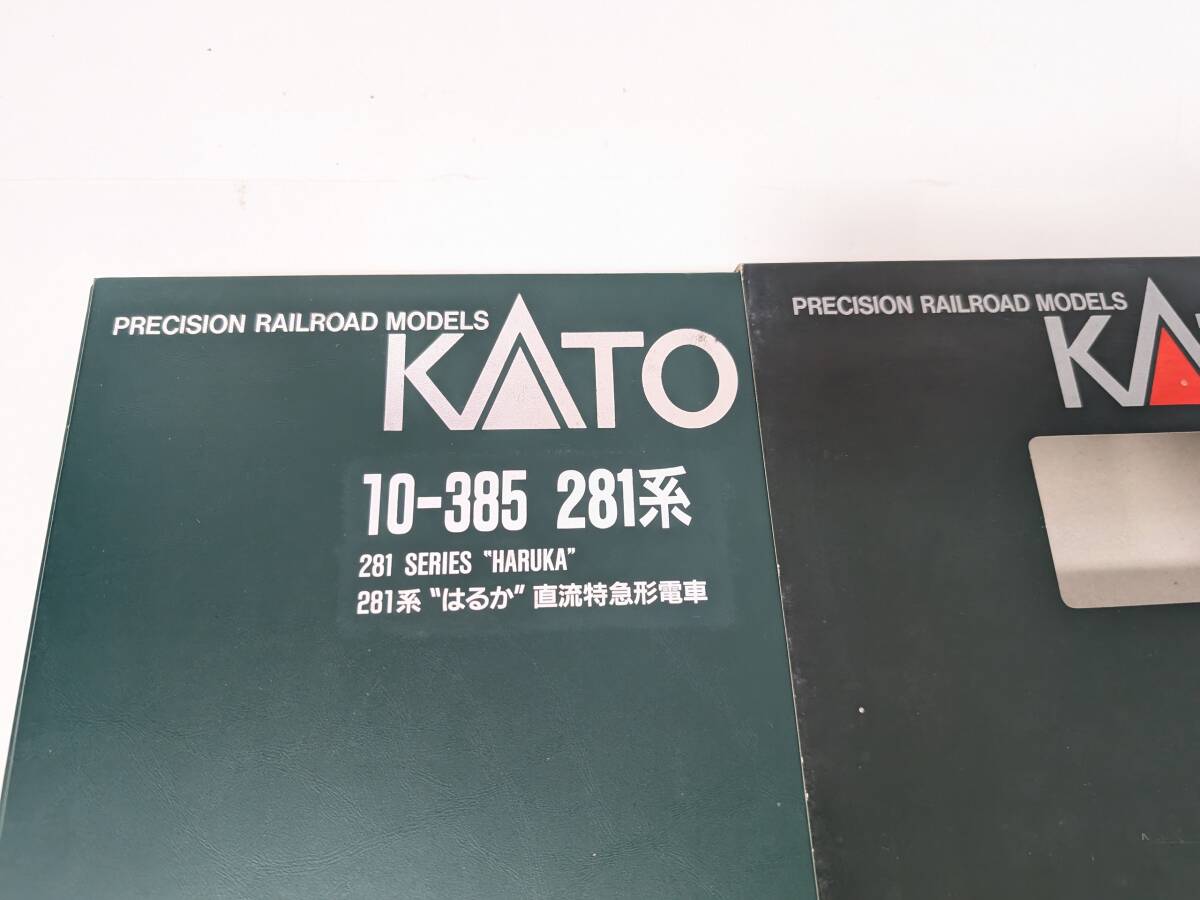 PRECISION RAILROAD MODELS
KATO
10-385 281系
281 SERIES "HARUKA"
281系 "はるか" 直流特急形電車
PRECISION RAILROAD MODELS
KA